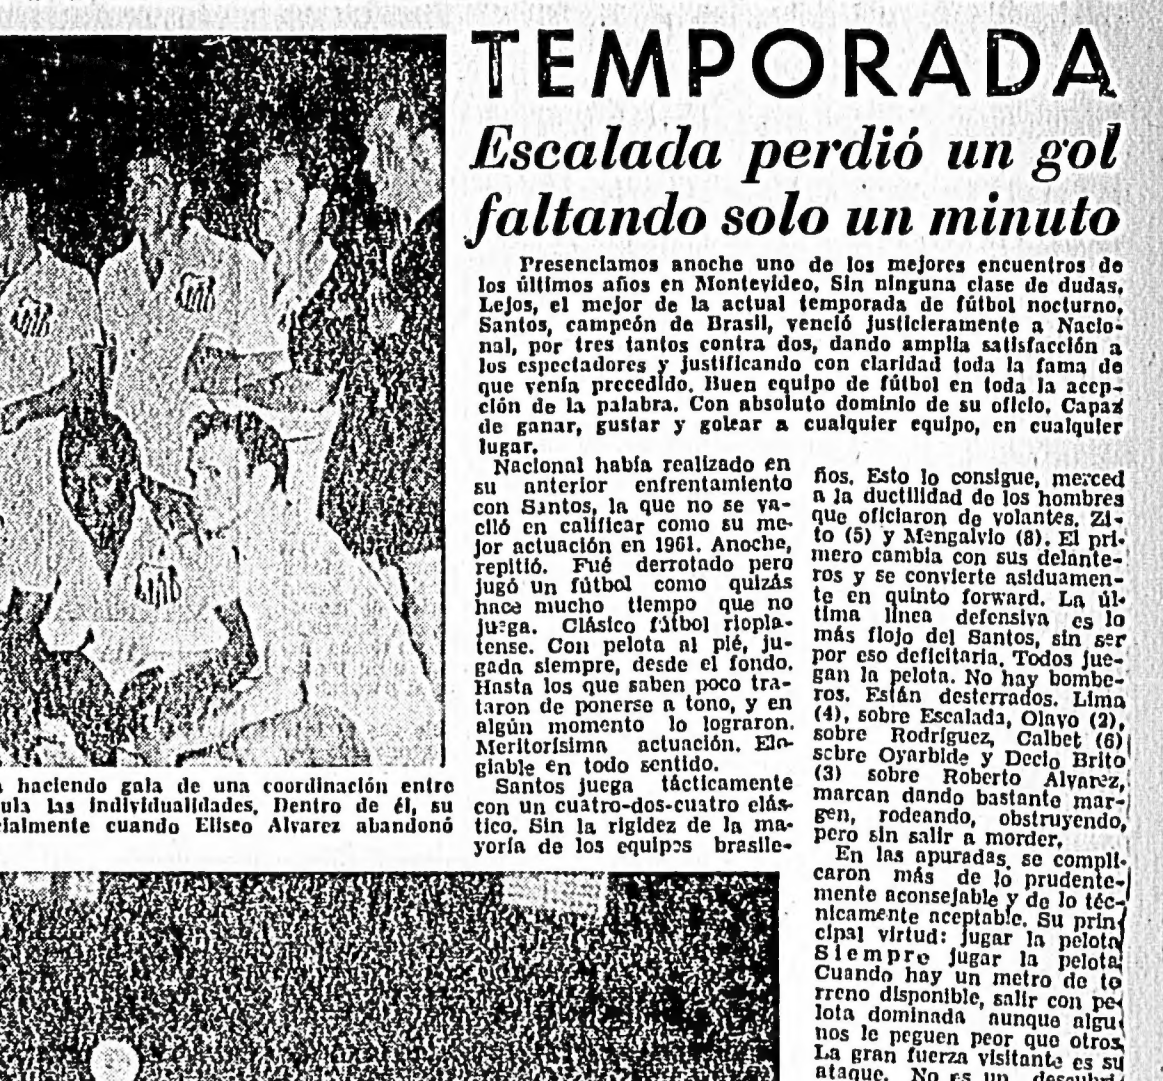 TEMPORADA
Escalada perdió un gol
faltando solo un minuto
Presenciamos anoche uno de los mejores encuentros de
los últimos años en Montevideo. Sin ninguna clase de dudas.
Lejos, el mejor de la actual temporada de fútbol nocturno.
Santos, campeón de Brasil, venció justicieramente a Nacio-
nal, por tres tantos contra dos, dando amplia satisfacción a
los espectadores y justificando con claridad toda la fama de
que venía precedido. Buen equipo de fútbol en toda la acep-
ción de la palabra. Con absoluto dominio de su oficio. Capaz
de ganar, gustar y golear a cualquier equipo, en cualquier
lugar.
Nacional había realizado en
su anterior enfrentamiento
con Santos, la que no se va-
ciló en calificar como su me-
jor actuación en 1961. Anoche,
repitió. Fué derrotado pero
jugó un fútbol como quizás
hace mucho tiempo que no
juega. Clásico fútbol riopla-
tense. Con pelota al pié, ju-
gada siempre, desde el fondo.
Hasta los que saben poco tra-
taron de ponerse a tono, y en
algún momento lo lograron.
Meritorísima actuación. Elo-
giable en todo sentido.
Santos juega tácticamente
con un cuatro-dos-cuatro elás-
tico. Sin la rigidez de la ma-
yoría de los equipos brasile-
ños. Esto lo consigue, merced
a la ductilidad de los hombres
que oficiaron de volantes. Zi-
to (5) y Mengalvio (8). El pri-
mero cambia con sus delante-
ros y se convierte asiduamen-
te en quinto forward. La úl-
tima línea defensiva es lo
más flojo del Santos, sin ser
por eso deficitaria. Todos jue-
gan la pelota. No hay bombe-
ros. Están desterrados. Lima
(4), sobre Escalada, Olavo (2),
sobre Rodríguez, Calbet (6)
sobre Oyarbide y Decio Brito
(3) sobre Roberto Alvarez,
marcan dando bastante mar-
gen, rodeando, obstruyendo,
pero sin salir a morder.
En las apuradas se compli-
caron más de lo prudente-
mente aconsejable y de lo téc-
nicamente aceptable. Su prin
cipal virtud: jugar la pelota
Siempre jugar la pelota
Cuando hay un metro de te
rreno disponible, salir con pe
lota dominada aunque algu
nos le peguen peor que otros
La gran fuerza visitante es su
ataque. No es un
haciendo gala de una coordinación entre
ula las individualidades. Dentro de él, su
cialmente cuando Eliseo Alvarez abandonó